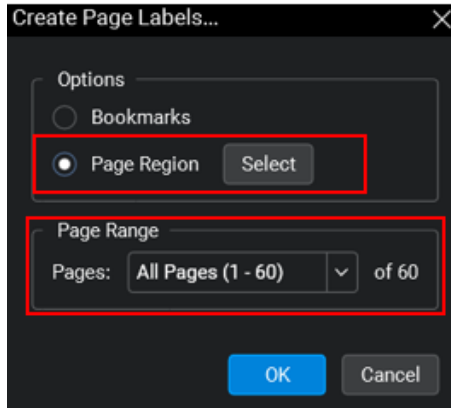 Create Page Labels...
Options
Bookmarks
Page Region Select
Page Range
Pages: All Pages (1 - 60) of 60
OK Cancel